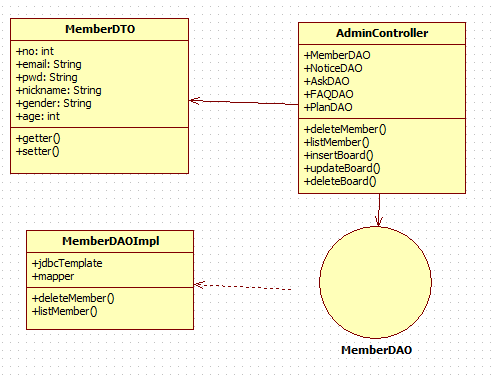 MemberDTO
+no: int
+email: String
+pwd: String
+nickname: String
+gender: String
+age: int
+getter()
+setter()
AdminController
+MemberDAO
+NoticeDAO
+AskDAO
+FAQDAO
+PlanDAO
+deleteMember()
+listMember()
+insertBoard()
+updateBoard()
+deleteBoard()
MemberDAOImpl
+jdbcTemplate
+mapper
+deleteMember()
+listMember()
MemberDAO